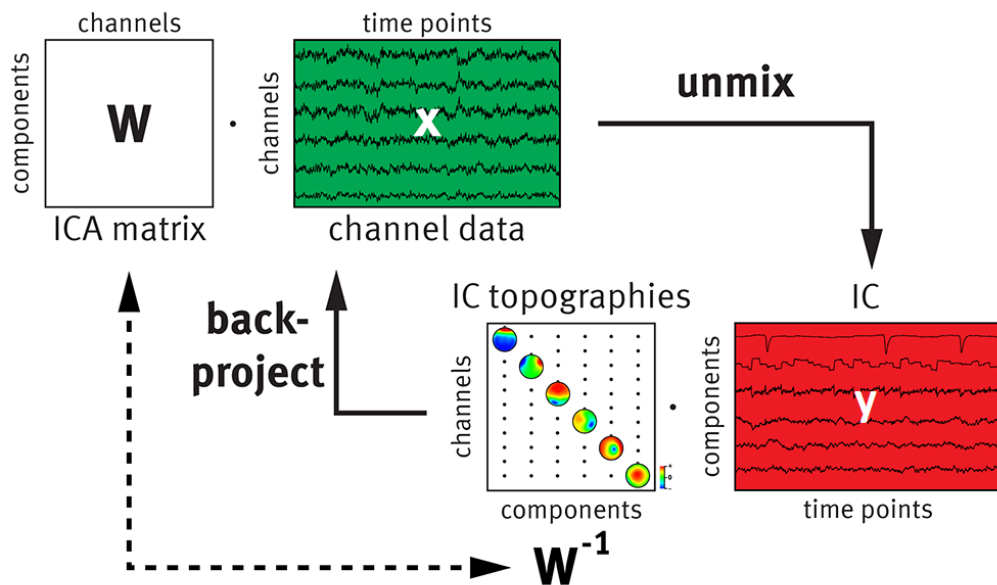 channels
time points
components
W
·
channels
x
unmix
ICA matrix
channel data
back-
project
IC topographies
IC
channels
components
y
+
0
-
components
time points
W-1